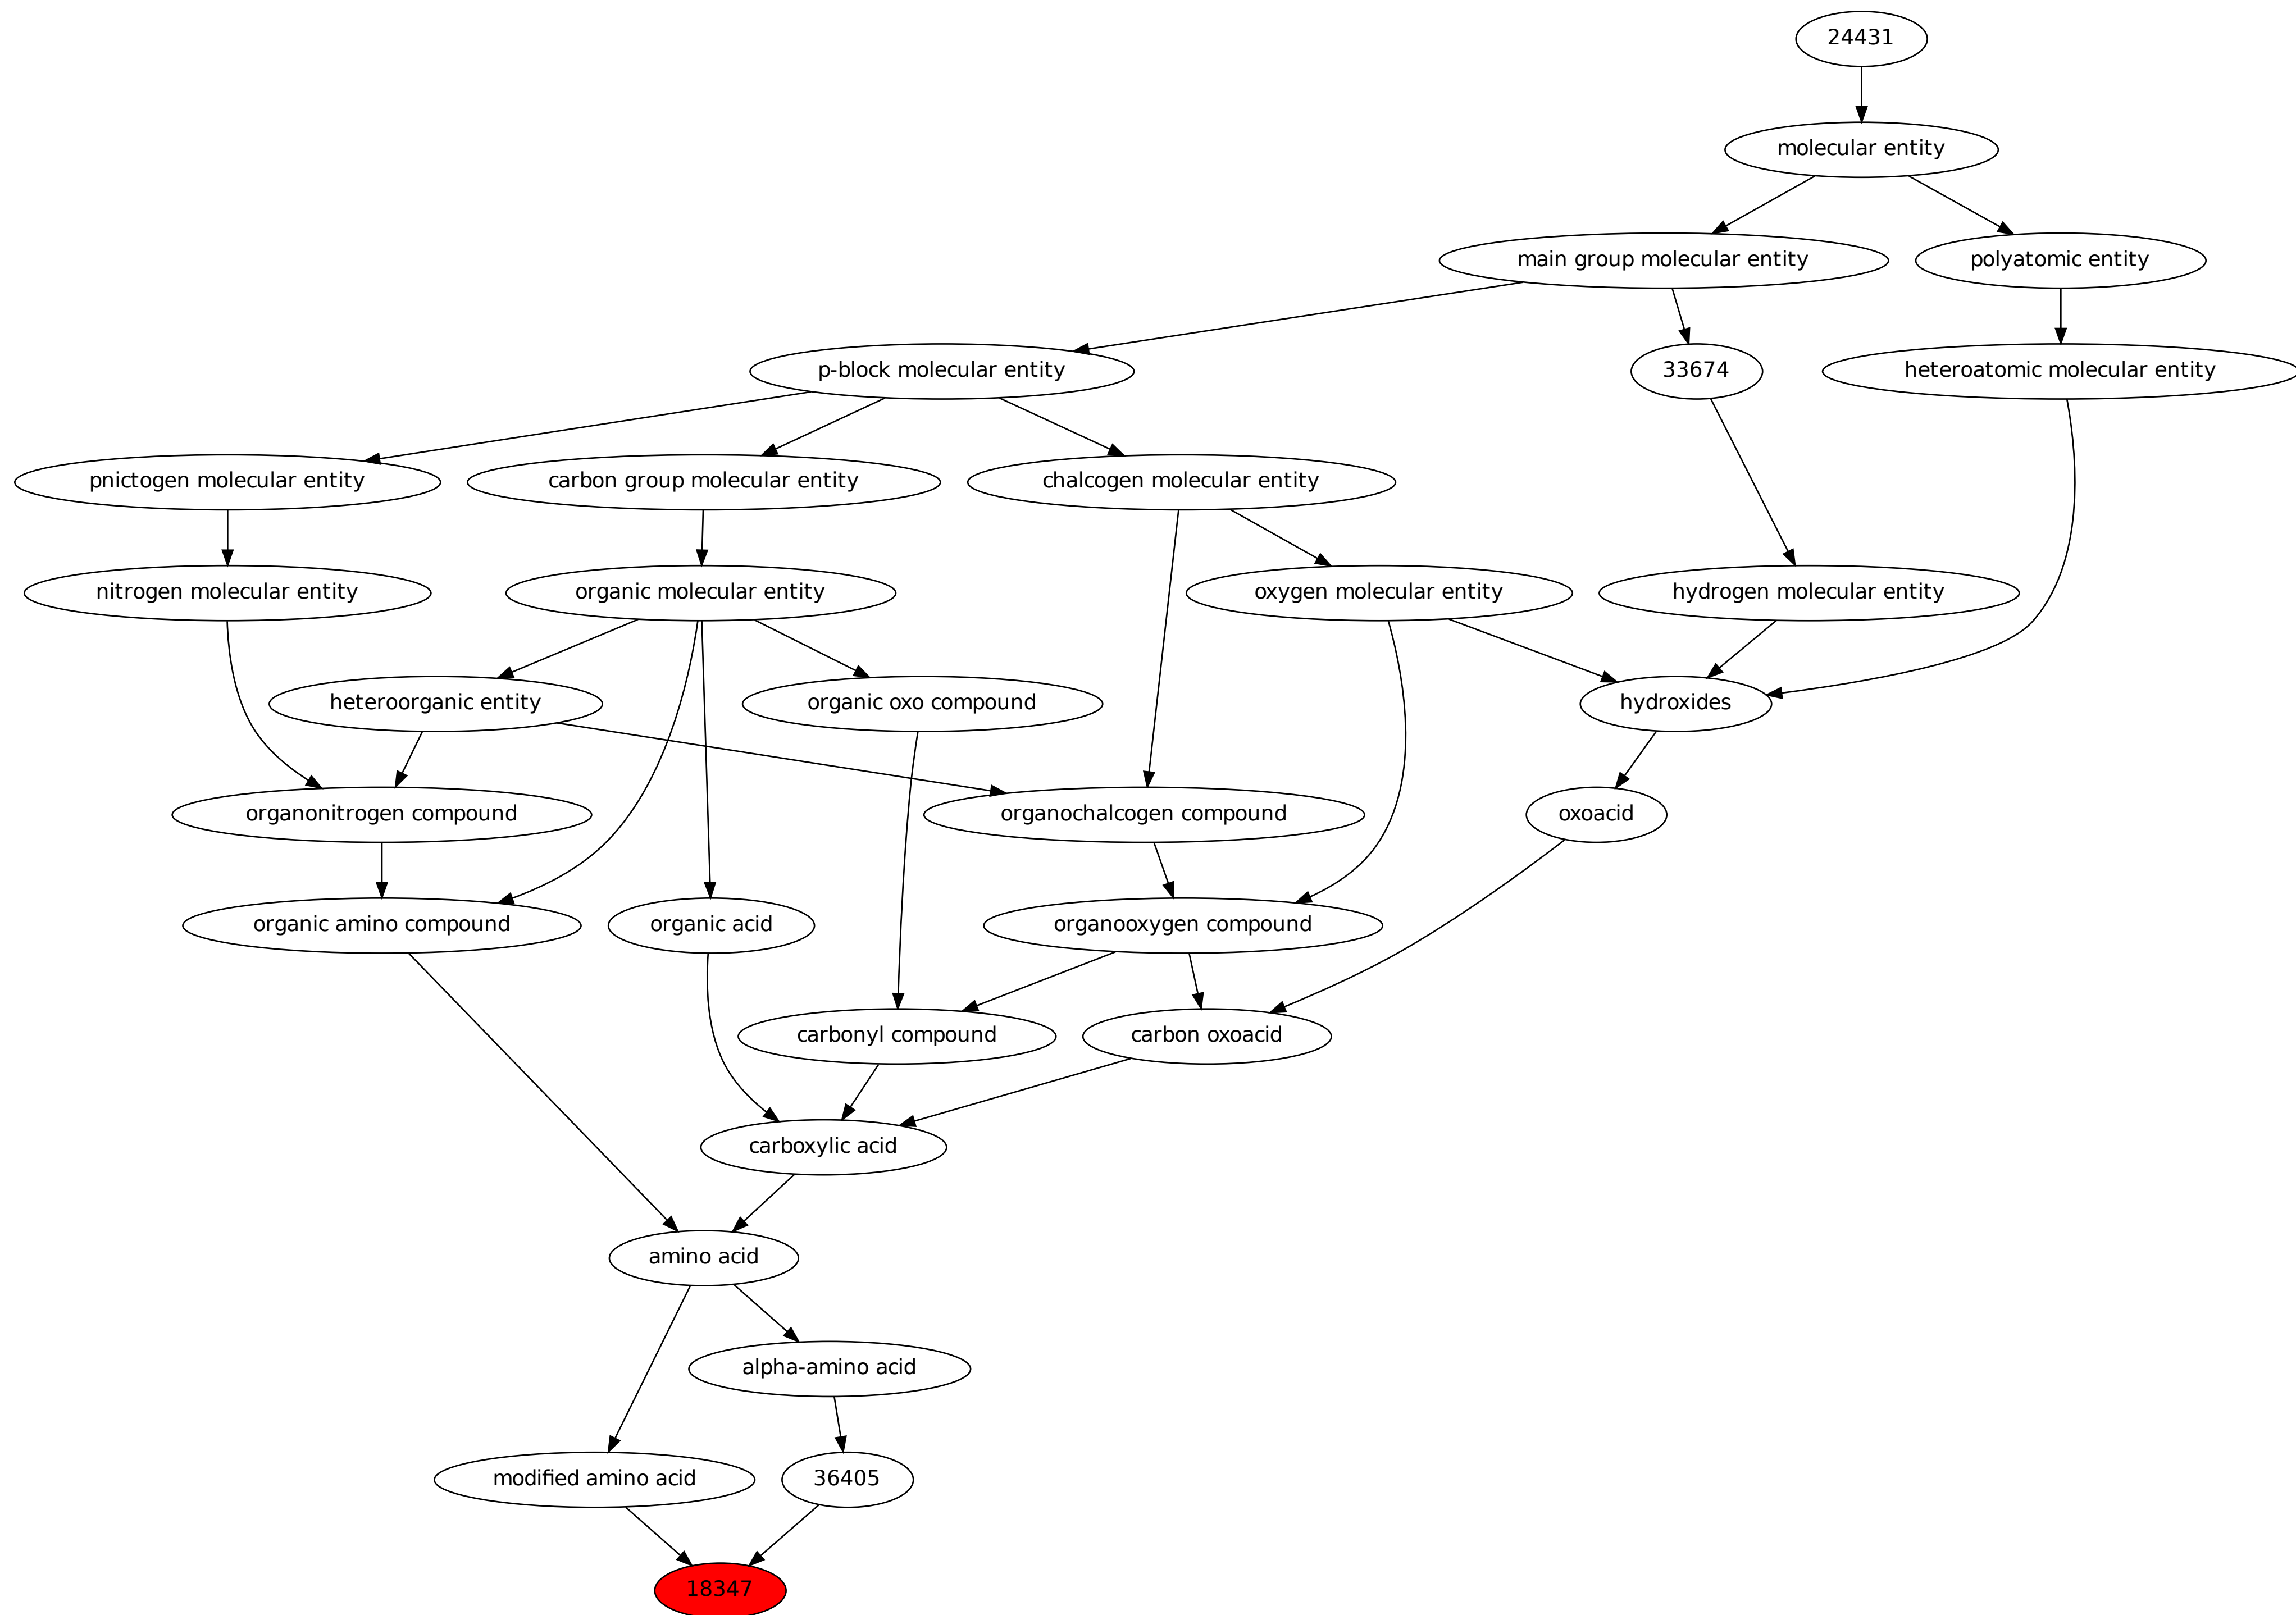 24431
molecular entity
main group molecular entity
polyatomic entity
p-block molecular entity
33674
heteroatomic molecular entity
pnictogen molecular entity
carbon group molecular entity
chalcogen molecular entity
nitrogen molecular entity
organic molecular entity
oxygen molecular entity
hydrogen molecular entity
heteroorganic entity
organic oxo compound
hydroxides
organonitrogen compound
organochalcogen compound
oxoacid
organic amino compound
organic acid
organooxygen compound
carbonyl compound
carbon oxoacid
carboxylic acid
amino acid
alpha-amino acid
modified amino acid
36405
18347